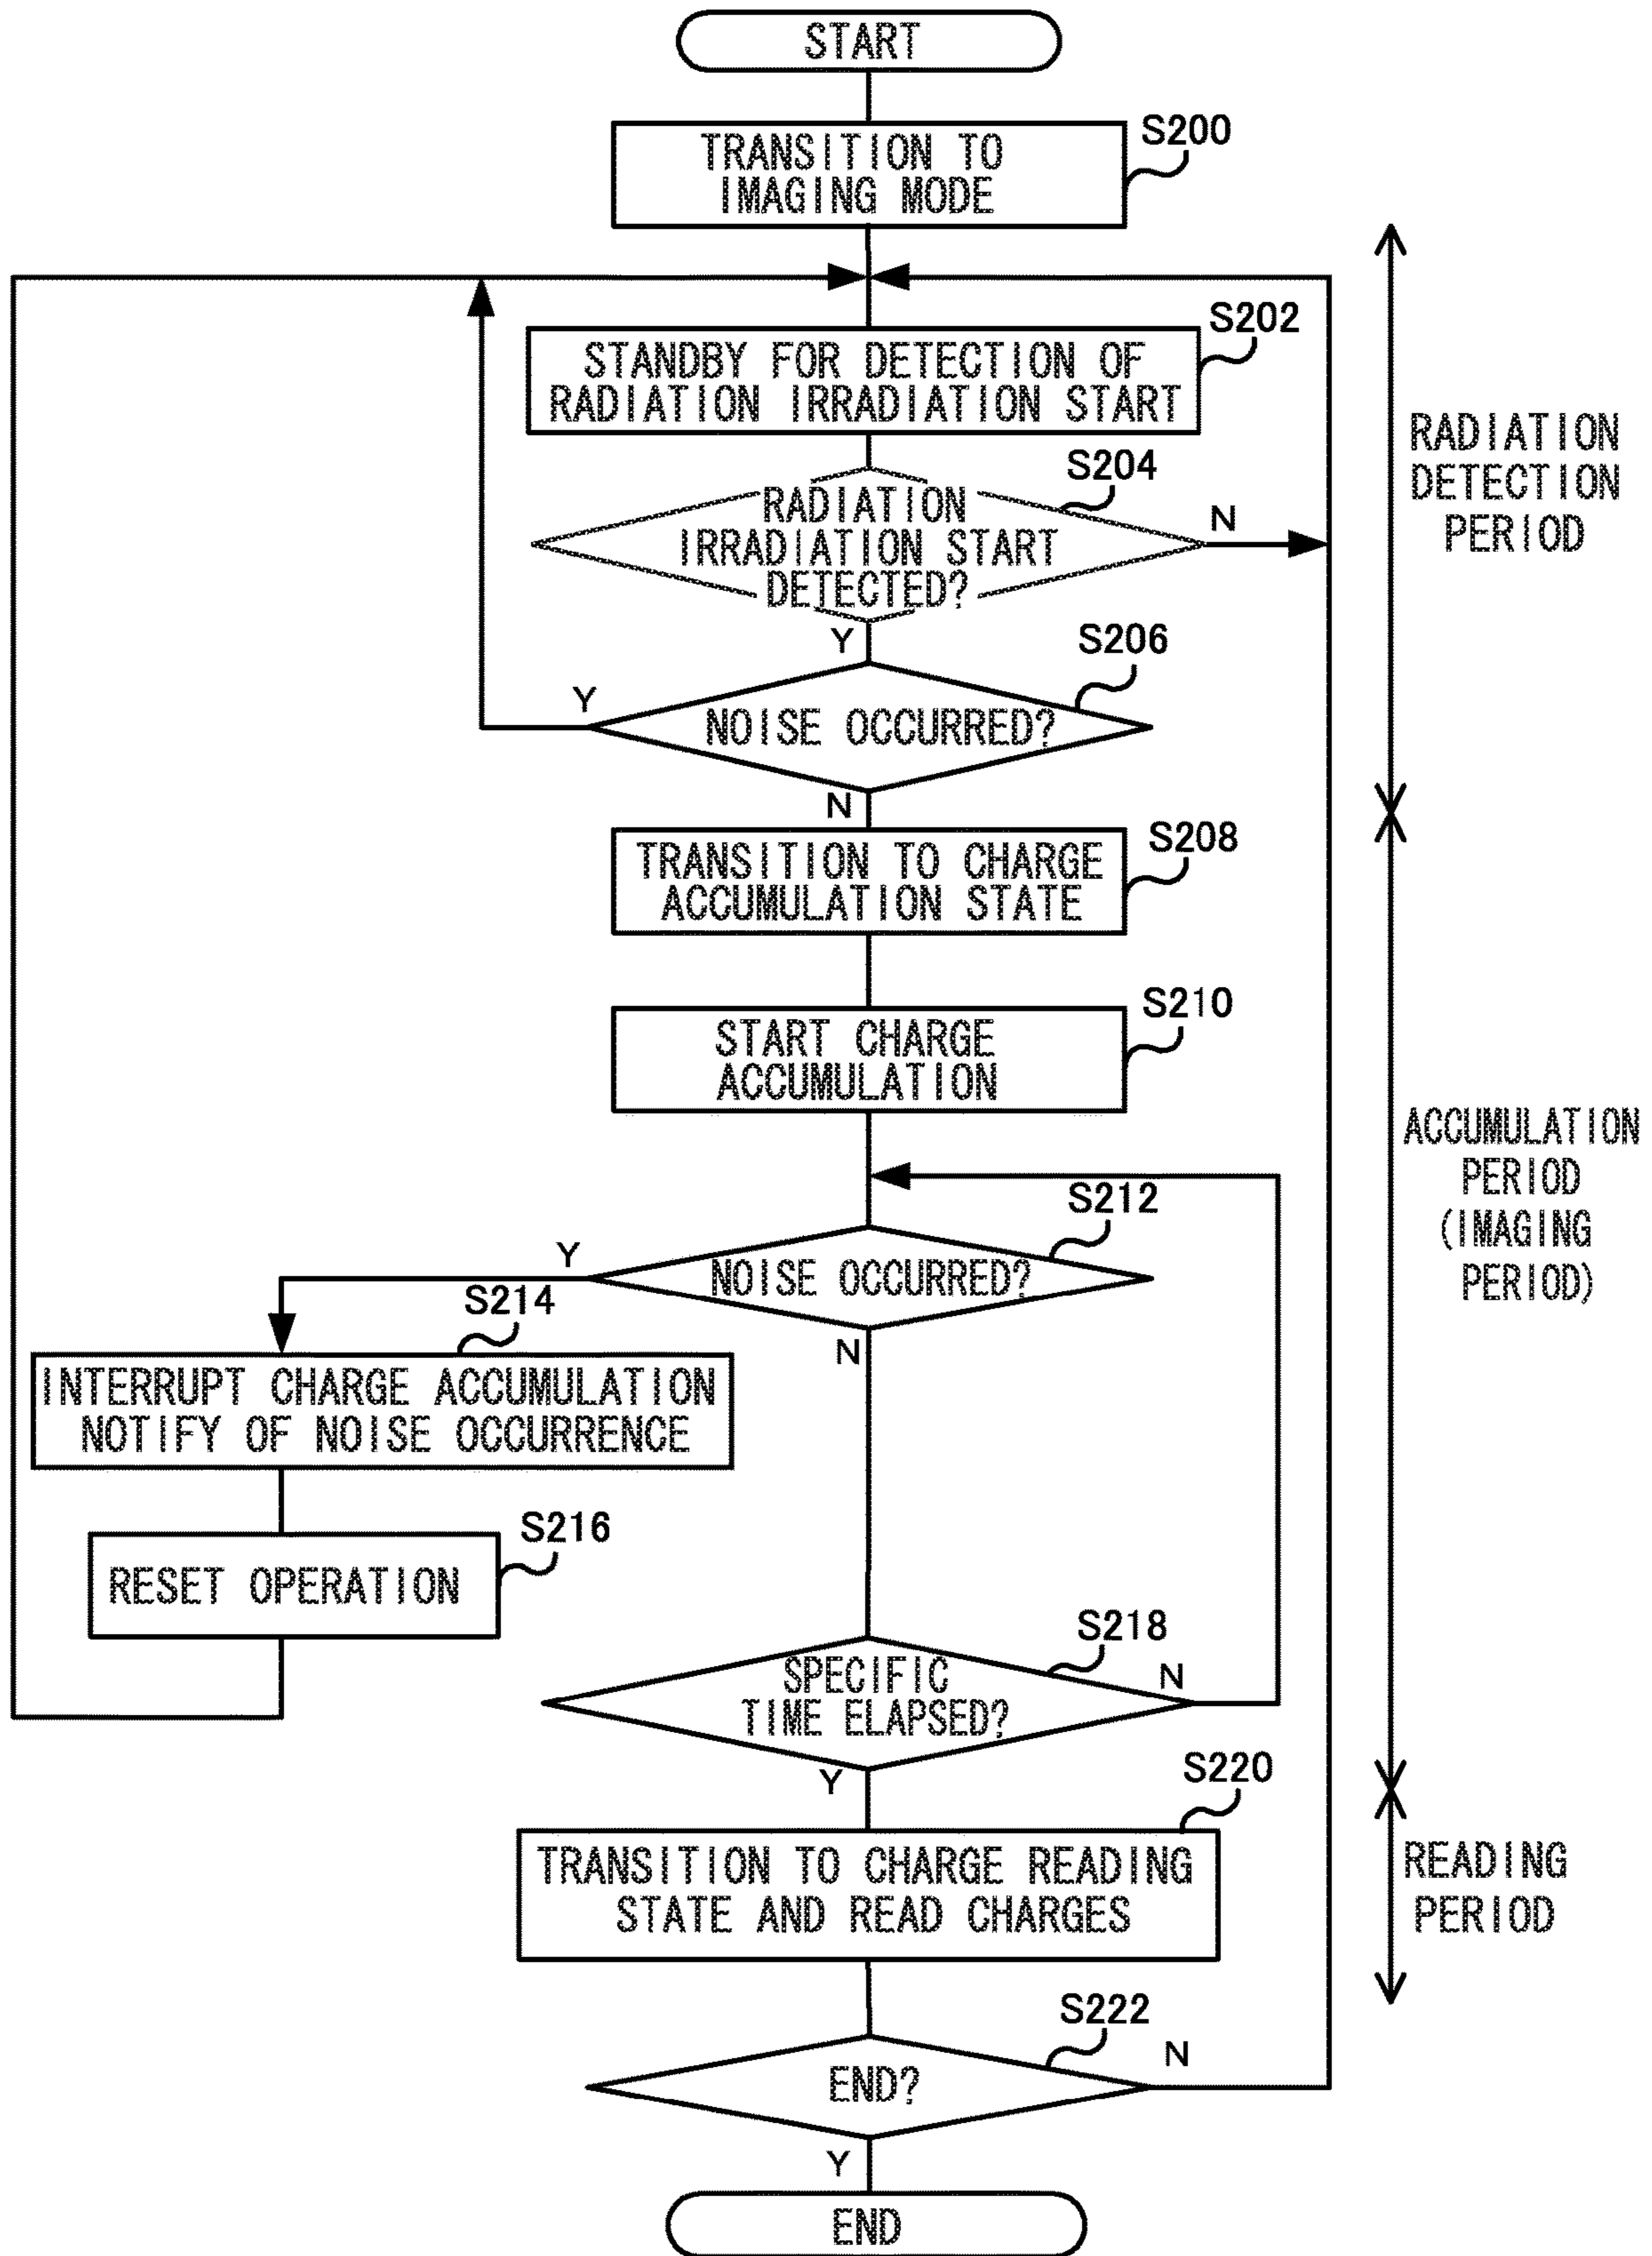 START
S200
TRANSITION TO
IMAGING MODE
S202
STANDBY FOR DETECTION OF
RADIATION IRRADIATION START
S204
RADIATION
IRRADIATION START
DETECTED?
N
Y
RADIATION
DETECTION
PERIOD
S206
Y
NOISE OCCURRED?
N
S208
TRANSITION TO CHARGE
ACCUMULATION STATE
S210
START CHARGE
ACCUMULATION
ACCUMULATION
PERIOD
(IMAGING
PERIOD)
S212
Y
NOISE OCCURRED?
N
S214
INTERRUPT CHARGE ACCUMULATION
NOTIFY OF NOISE OCCURRENCE
S216
RESET OPERATION
S218
SPECIFIC
TIME ELAPSED?
N
Y
S220
TRANSITION TO CHARGE READING
STATE AND READ CHARGES
READING
PERIOD
S222
END?
N
Y
END